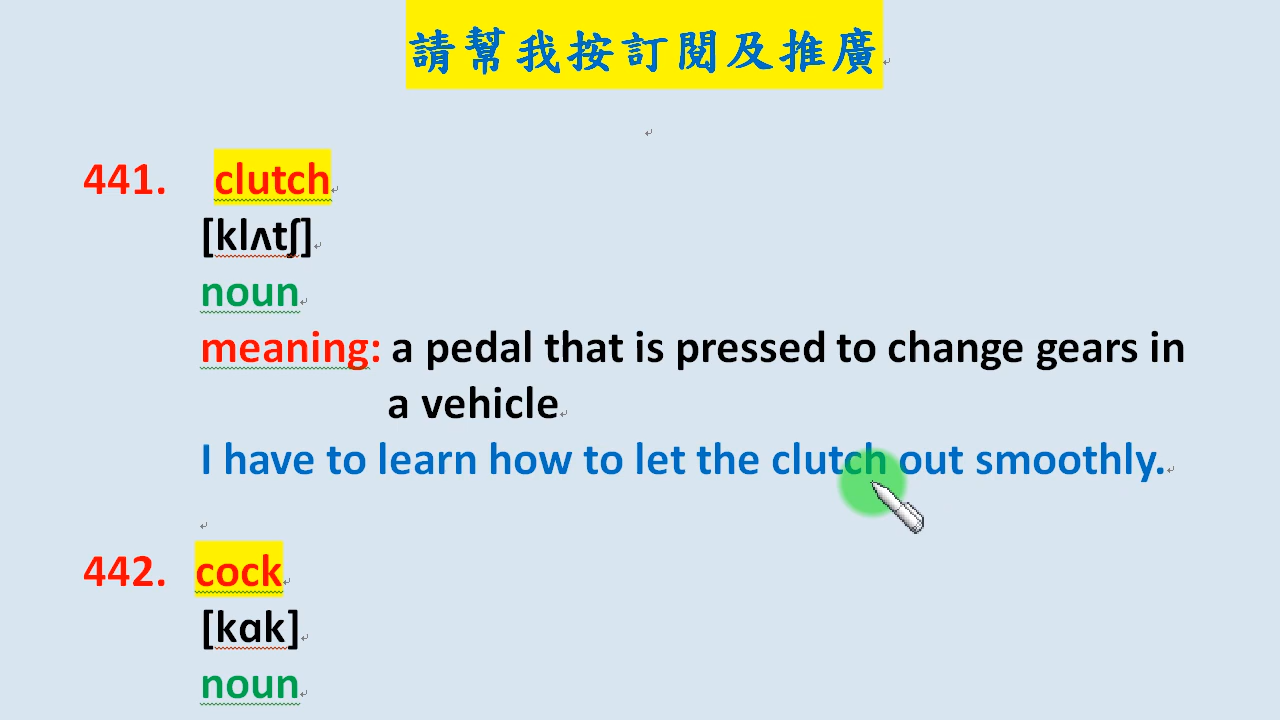 請幫我按訂閱及推廣
441. clutch
[klʌtʃ]
noun
meaning: a pedal that is pressed to change gears in
a vehicle
I have to learn how to let the clutch out smoothly.
442. cock
[kɑk]
noun